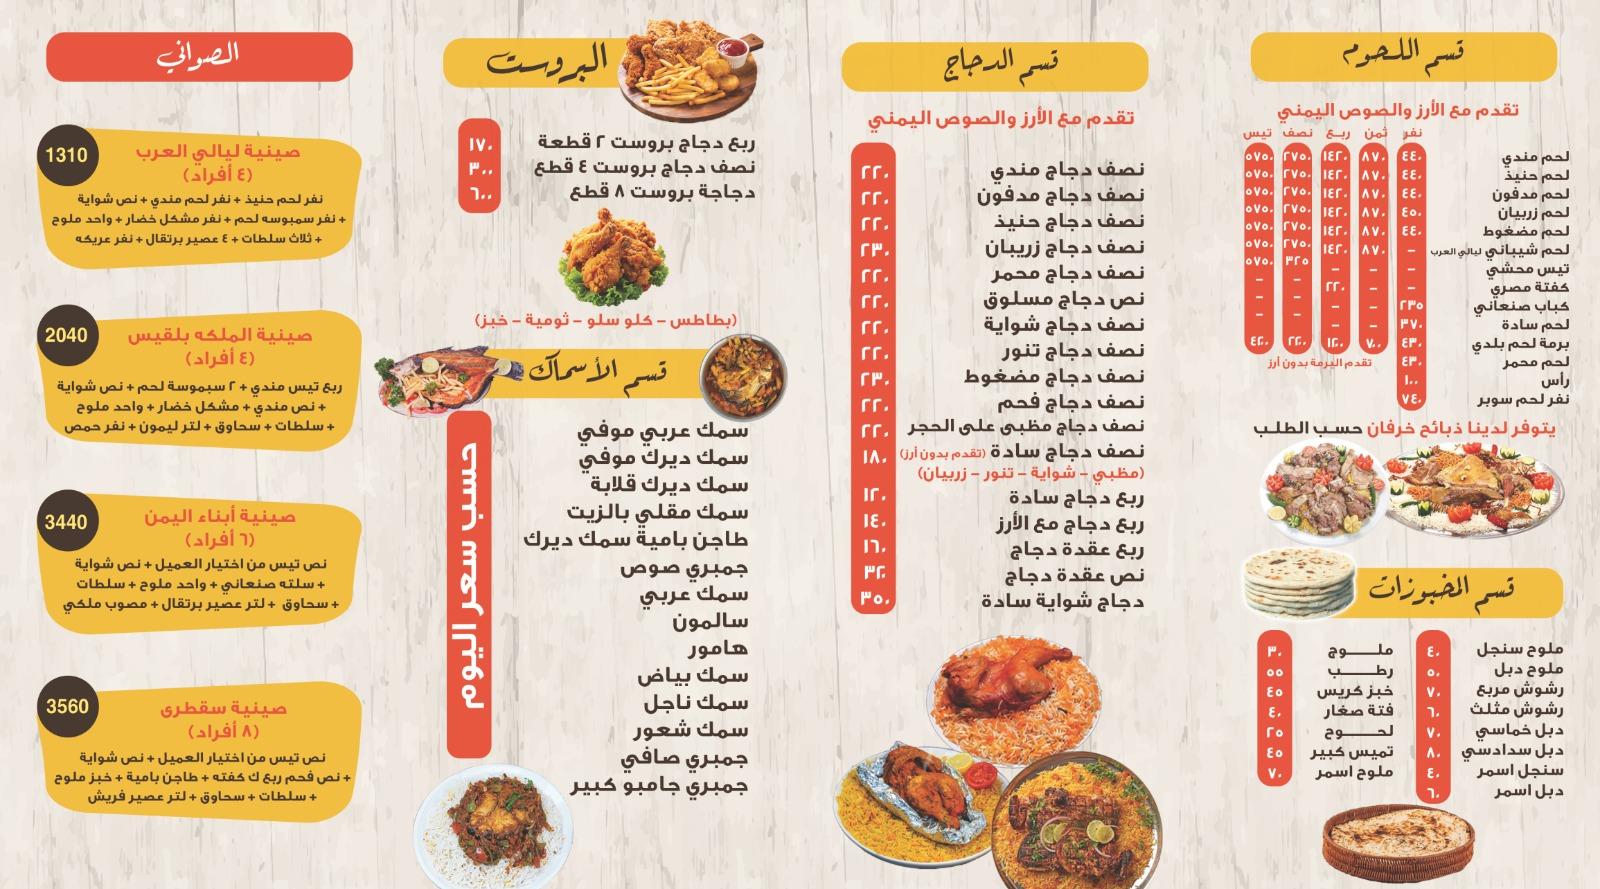 قسم اللحوم
تقدم مع الأرز والصوص اليمني
نفر ثمن ربع نصف تيس
لحم مندي ٤٤٠ ٨٧٠ ١٤٢٠ ٢٧٥٠ ٥٧٥٠
لحم حنيذ ٤٤٠ ٨٧٠ ١٤٢٠ ٢٧٥٠ ٥٧٥٠
لحم مدفون ٤٤٠ ٨٧٠ ١٤٢٠ ٢٧٥٠ ٥٧٥٠
لحم زربيان ٤٥٠ ٨٧٠ ١٤٢٠ ٢٧٥٠ ٥٧٥٠
لحم مضغوط ٤٤٠ ٨٧٠ ١٤٢٠ ٢٧٥٠ ٥٧٥٠
لحم شيباني ليالي العرب - ٨٧٠ ١٤٢٠ ٢٧٥٠ ٥٧٥٠
تيس محشي - - - ٣٢٥ ٥٧٥٠
كفتة مصري - - ٢٢٠ - -
كباب صنعاني ٢٣٥ - - - -
لحم سادة ٣٧٠ - - - -
برمة لحم بلدي ٤٣٠ ٧٠٠ ١٢٠ ٢٢٠ ٤٢٠
لحم محمر ٤٣٠
تقدم البرمة بدون أرز
رأس ١٠٠
نفر لحم سوبر ٧٤٠
يتوفر لدينا ذبائح خرفان حسب الطلب
قسم المخبوزات
ملوح سنجل ٤٠
ملوح دبل ٥٠
رشوش مربع ٧٠
رشوش مثلث ٦٠
دبل خماسي ٧٠
دبل سدادسي ٨٠
سنجل اسمر ٤٠
دبل اسمر ٦٠
ملـــــوج ٣٠
رطـــــب ٥٥
خبز كريس ٤٥
فتة صغار ٤٠
لحـــــوج ٢٥
تميس كبير ٤٥
ملوح اسمر ٧٠
قسم الدجاج
تقدم مع الأرز والصوص اليمني
نصف دجاج مندي ٢٢٠
نصف دجاج مدفون ٢٢٠
نصف دجاج حنيذ ٢٢٠
نصف دجاج زريبان ٢٣٠
نصف دجاج محمر ٢٢٠
نص دجاج مسلوق ٢٢٠
نصف دجاج شواية ٢٢٠
نصف دجاج تنور ٢٢٠
نصف دجاج مضغوط ٢٣٠
نصف دجاج فحم ٢٢٠
نصف دجاج مظبي على الحجر ٢٢٠
نصف دجاج سادة (تقدم بدون أرز) ١٨٠
(مظبي - شواية - تنور - زربيان)
ربع دجاج سادة ١٢٠
ربع دجاج مع الأرز ١٤٠
ربع عقدة دجاج ١٦٠
نص عقدة دجاج ٣٢٠
دجاج شواية سادة ٣٥٠
البروست
ربع دجاج بروست ٢ قطعة ١٧٠
نصف دجاج بروست ٤ قطع ٣٠٠
دجاجة بروست ٨ قطع ٦٠٠
(بطاطس - كلو سلو - ثومية - خبز)
قسم الأسماك
حسب سعر اليوم
سمك عربي موفي
سمك ديرك موفي
سمك ديرك قلابة
سمك مقلي بالزيت
طاجن بامية سمك ديرك
جمبري صوص
سمك عربي
سالمون
هامور
سمك بياض
سمك ناجل
سمك شعور
جمبري صافي
جمبري جامبو كبير
الصواني
1310
صينية ليالي العرب
(٤ أفراد)
نفر لحم حنيذ + نفر لحم مندي + نص شواية
+ نفر سمبوسه لحم + نفر مشكل خضار + واحد ملوح
+ ثلاث سلطات + ٤ عصير برتقال + نفر عريكه
2040
صينية الملكه بلقيس
(٤ أفراد)
ربع تيس مندي + ٢ سيموسة لحم + نص شواية
+ نص مندي + مشكل خضار + واحد ملوح
+ سلطات + سحاوق + لتر ليمون + نفر حمص
3440
صينية أبناء اليمن
(٦ أفراد)
نص تيس من اختيار العميل + نص شواية
+ سلته صنعاني + واحد ملوح + سلطات
+ سحاوق + لتر عصير برتقال + مصوب ملكي
3560
صينية سقطرى
(٨ أفراد)
نص تيس من اختيار العميل + نص شواية
+ نص فحم ربع ك كفته + طاجن بامية + خبز ملوح
+ سلطات + سحاوق + لتر عصير فريش